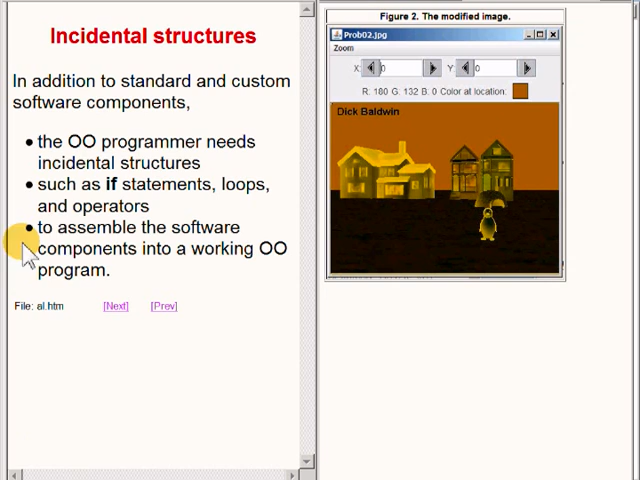 Incidental structures
In addition to standard and custom
software components,
the OO programmer needs
incidental structures
such as if statements, loops,
and operators
to assemble the software
components into a working OO
program.
File: al.htm [Next] [Prev]
Figure 2. The modified image.
Prob02.jpg
Zoom
X: 0 Y: 0
R: 180 G: 132 B: 0 Color at location:
Dick Baldwin